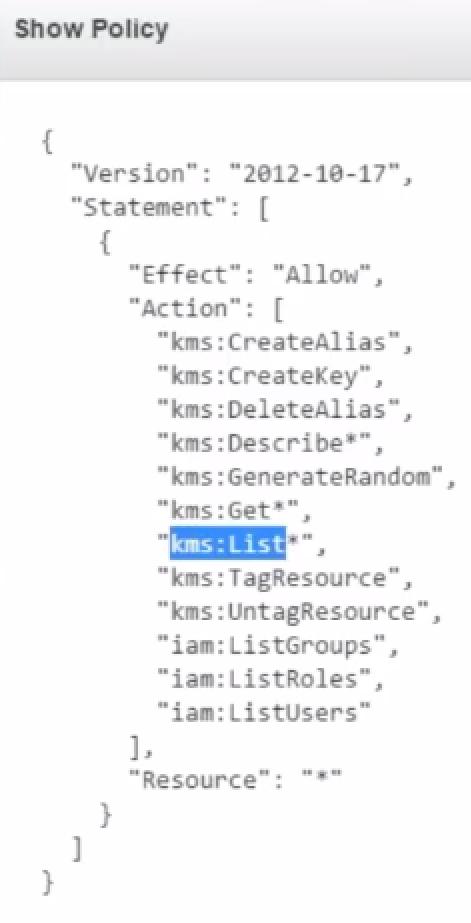 Show Policy
{
"Version": "2012-10-17",
"Statement": [
{
"Effect": "Allow",
"Action": [
"kms:CreateAlias",
"kms:CreateKey",
"kms:DeleteAlias",
"kms:Describe*",
"kms:GenerateRandom",
"kms:Get*",
"kms:List*",
"kms:TagResource",
"kms:UntagResource",
"iam:ListGroups",
"iam:ListRoles",
"iam:ListUsers"
],
"Resource": "*"
}
]
}